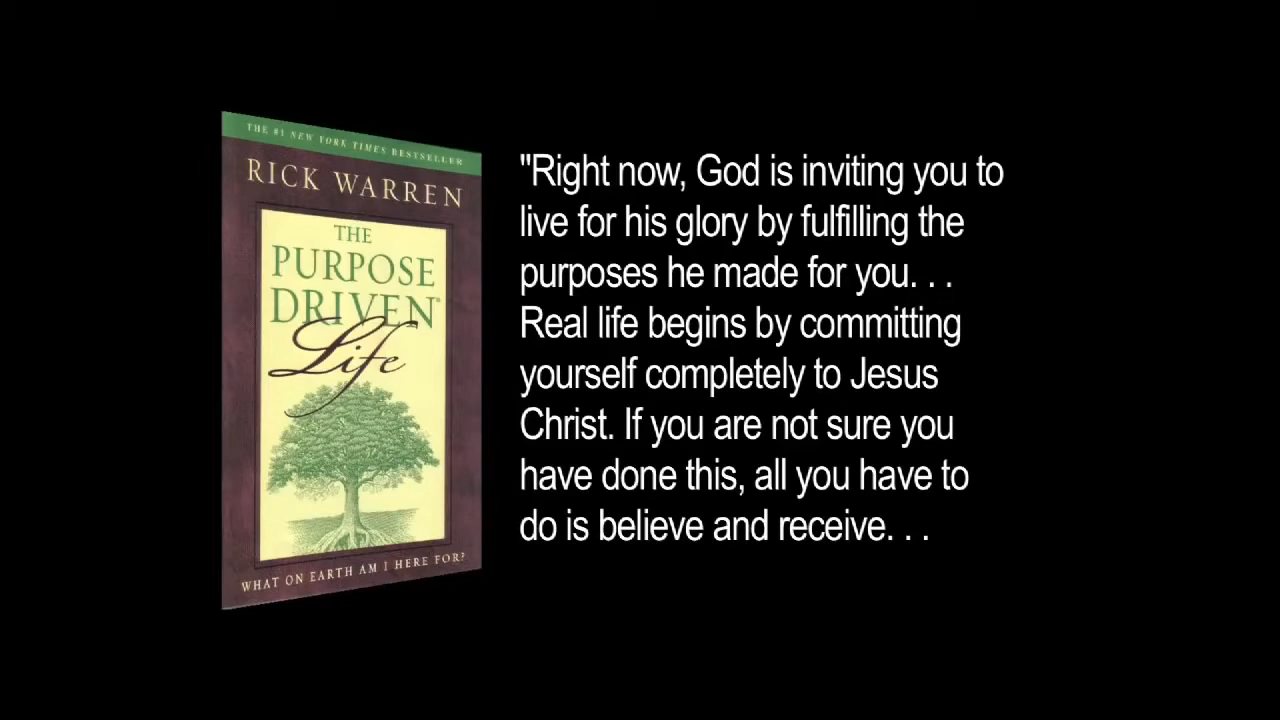 THE #1 NEW YORK TIMES BESTSELLER
RICK WARREN
THE
PURPOSE
DRIVEN®
Life
WHAT ON EARTH AM I HERE FOR?
"Right now, God is inviting you to
live for his glory by fulfilling the
purposes he made for you. . .
Real life begins by committing
yourself completely to Jesus
Christ. If you are not sure you
have done this, all you have to
do is believe and receive. . .